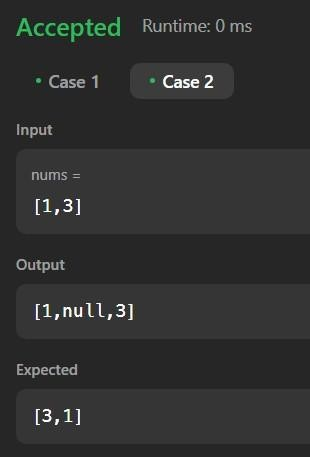 Accepted Runtime: 0 ms
• Case 1 • Case 2
Input
nums =
[1,3]
Output
[1,null,3]
Expected
[3,1]